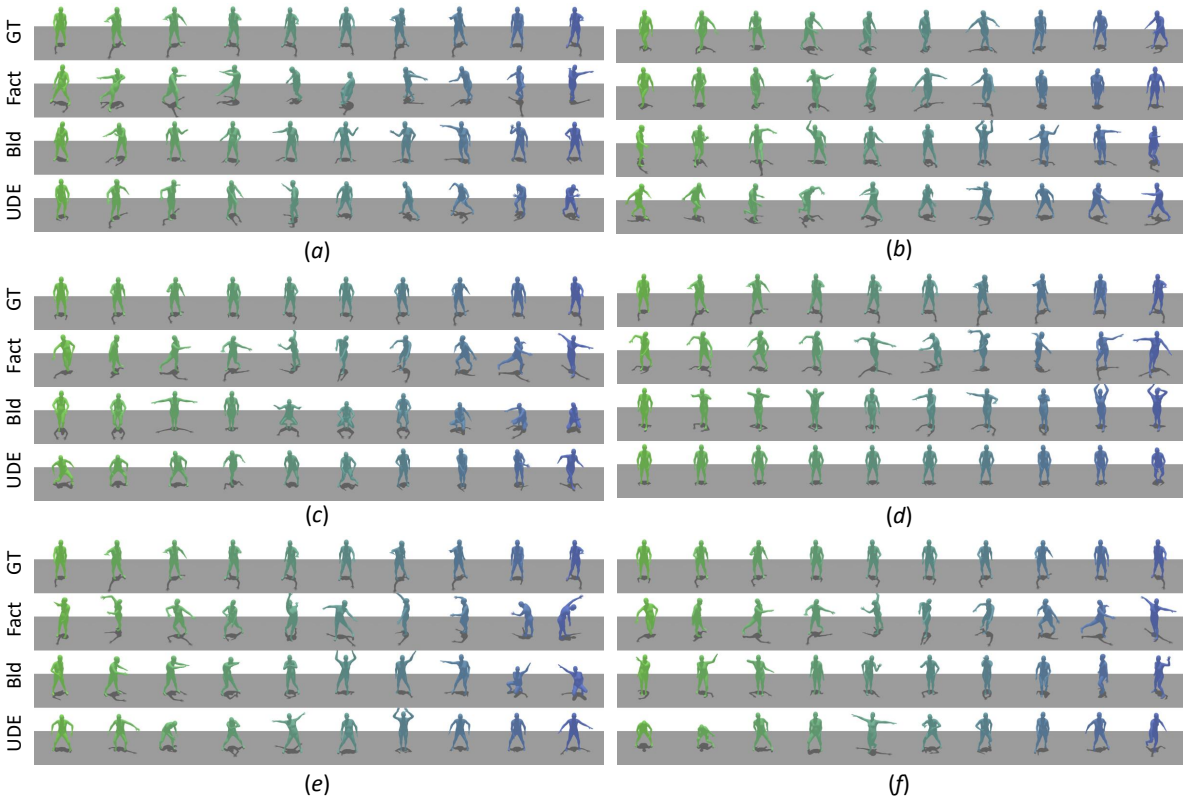 GT
Fact
Bld
UDE
(a)
(b)
GT
Fact
Bld
UDE
(c)
(d)
GT
Fact
Bld
UDE
(e)
(f)